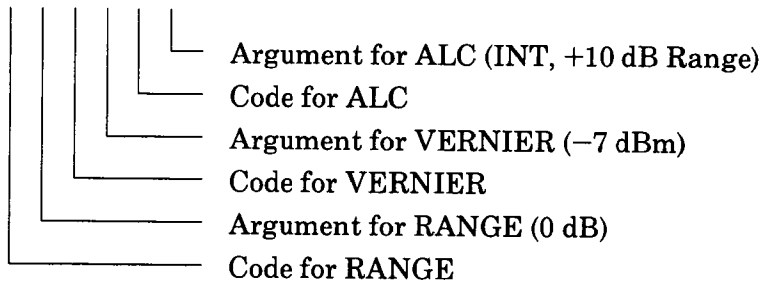 Argument for ALC (INT, +10 dB Range)
Code for ALC
Argument for VERNIER (−7 dBm)
Code for VERNIER
Argument for RANGE (0 dB)
Code for RANGE